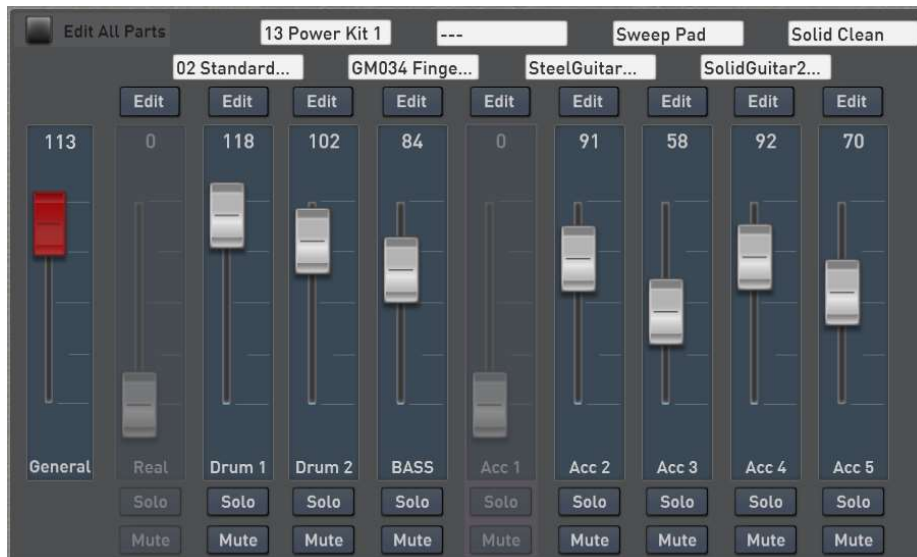 Edit All Parts 13 Power Kit 1 --- Sweep Pad Solid Clean
02 Standard... GM034 Finge... SteelGuitar... SolidGuitar2...
Edit Edit Edit Edit Edit Edit Edit Edit Edit
113 0 118 102 84 0 91 58 92 70
General Real Drum 1 Drum 2 BASS Acc 1 Acc 2 Acc 3 Acc 4 Acc 5
Solo Solo Solo Solo Solo Solo Solo Solo Solo
Mute Mute Mute Mute Mute Mute Mute Mute Mute